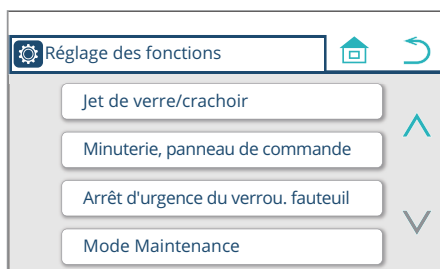 Réglage des fonctions
Jet de verre/crachoir
Minuterie, panneau de commande
Arrêt d'urgence du verrou. fauteuil
Mode Maintenance